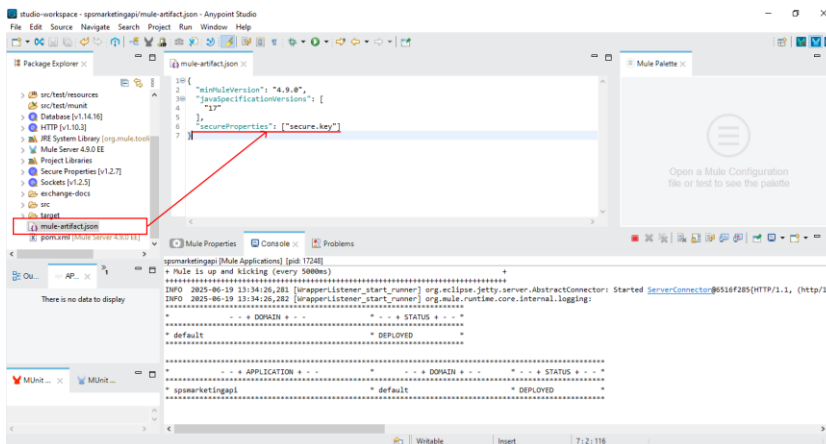 studio-workspace - spsmarketingapi/mule-artifact.json - Anypoint Studio
File Edit Source Navigate Search Project Run Window Help
Package Explorer
src/test/resources
src/test/munit
Database [v1.14.16]
HTTP [v1.10.3]
JRE System Library [org.mule.tooli
Mule Server 4.9.0 EE
Project Libraries
Secure Properties [v1.2.7]
Sockets [v1.2.5]
exchange-docs
src
target
mule-artifact.json
pom.xml [Mule Server 4.9.0 EE]
Ou...
AP...
There is no data to display
MUnit ...
MUnit ...
mule-artifact.json
1 {
2 "minMuleVersion": "4.9.0",
3 "javaSpecificationVersions": [
4 "17"
5 ],
6 "secureProperties": ["secure.key"]
7 }
Mule Palette
Open a Mule Configuration
file or test to see the palette
Mule Properties Console Problems
spsmarketingapi [Mule Applications] [pid: 17248]
+ Mule is up and kicking (every 5000ms) +
++++++++++++++++++++++++++++++++++++++++++++++++++++++++++++
INFO 2025-06-19 13:34:26,281 [WrapperListener_start_runner] org.eclipse.jetty.server.AbstractConnector: Started ServerConnector@6516f285{HTTP/1.1, (http/1
INFO 2025-06-19 13:34:26,282 [WrapperListener_start_runner] org.mule.runtime.core.internal.logging:
**********************************************************************
* - - + DOMAIN + - - * - - + STATUS + - - *
**********************************************************************
* default * DEPLOYED *
**********************************************************************
*******************************************************************************************************
* - - + APPLICATION + - - * - - + DOMAIN + - - * - - + STATUS + - - *
*******************************************************************************************************
* spsmarketingapi * default * DEPLOYED *
*******************************************************************************************************
Writable Insert 7 : 2 : 116